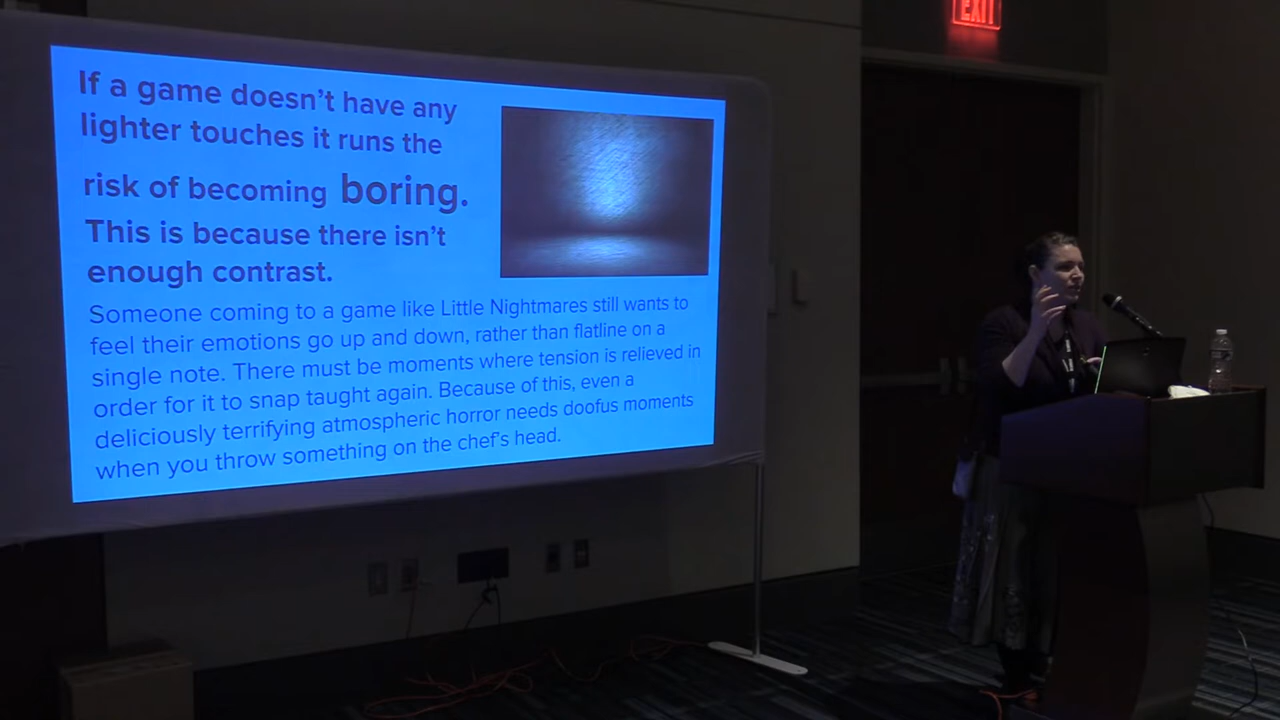 EXIT
If a game doesn't have any
lighter touches it runs the
risk of becoming boring.
This is because there isn't
enough contrast.
Someone coming to a game like Little Nightmares still wants to
feel their emotions go up and down, rather than flatline on a
single note. There must be moments where tension is relieved in
order for it to snap taught again. Because of this, even a
deliciously terrifying atmospheric horror needs doofus moments
when you throw something on the chef's head.